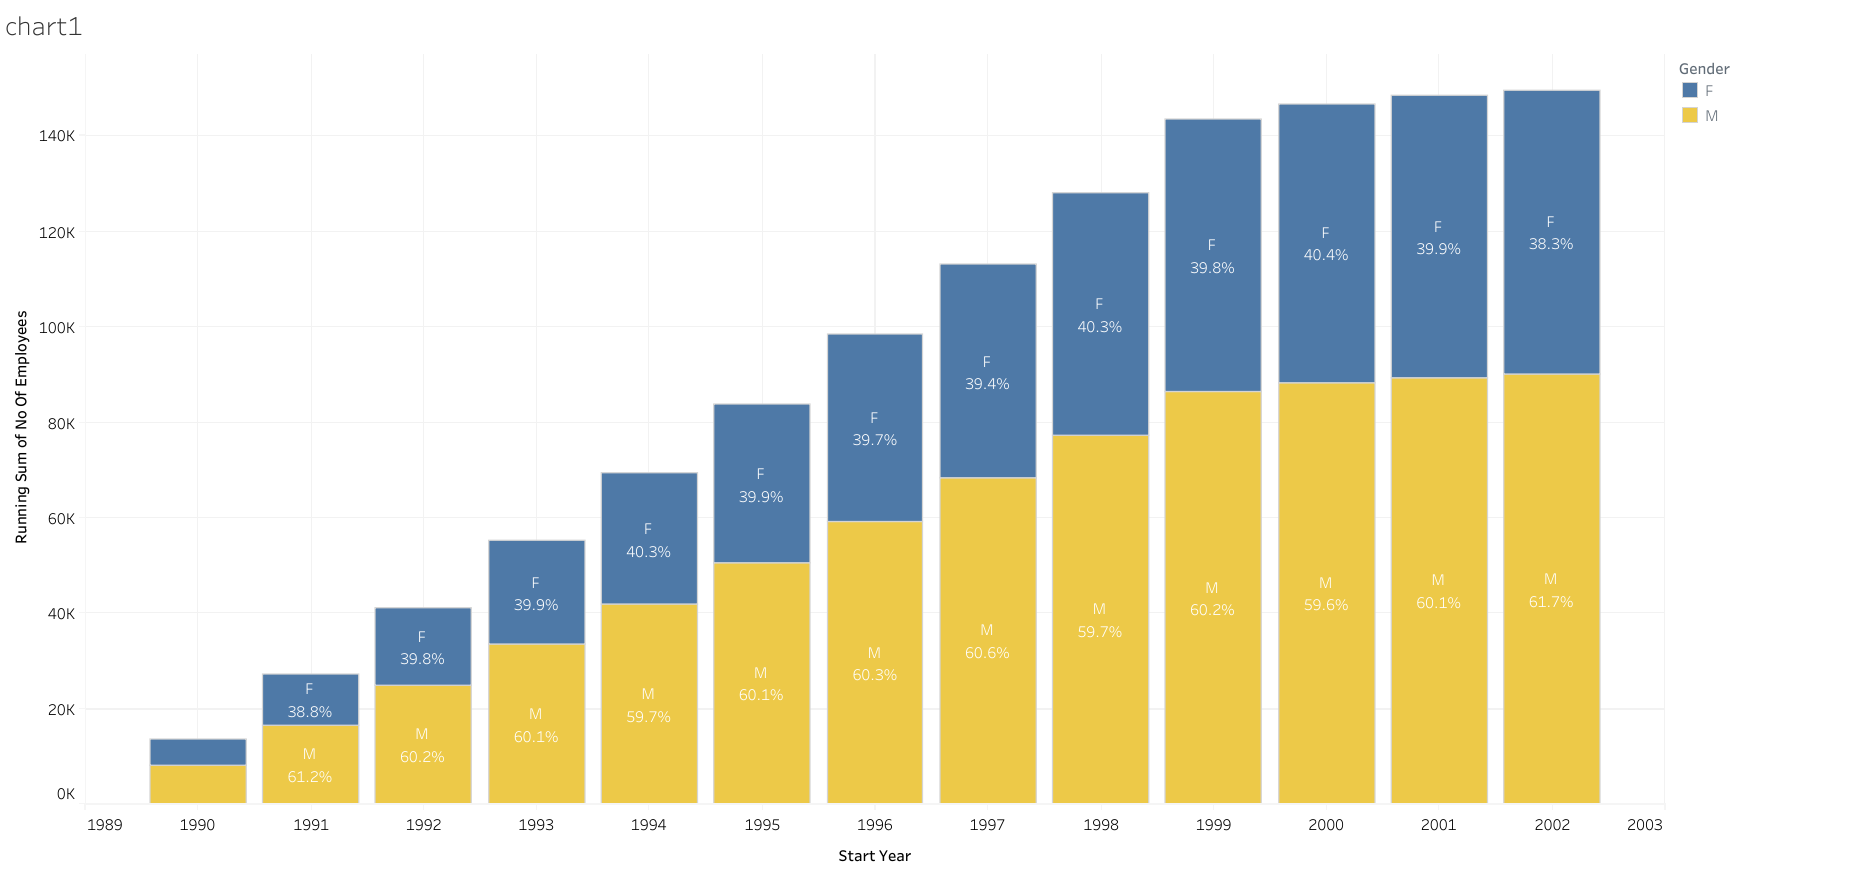 chart1
Gender
F
M
Running Sum of No Of Employees
140K
120K
100K
80K
60K
40K
20K
0K
F
38.8%
M
61.2%
F
39.8%
M
60.2%
F
39.9%
M
60.1%
F
40.3%
M
59.7%
F
39.9%
M
60.1%
F
39.7%
M
60.3%
F
39.4%
M
60.6%
F
40.3%
M
59.7%
F
39.8%
M
60.2%
F
40.4%
M
59.6%
F
39.9%
M
60.1%
F
38.3%
M
61.7%
1989 1990 1991 1992 1993 1994 1995 1996 1997 1998 1999 2000 2001 2002 2003
Start Year